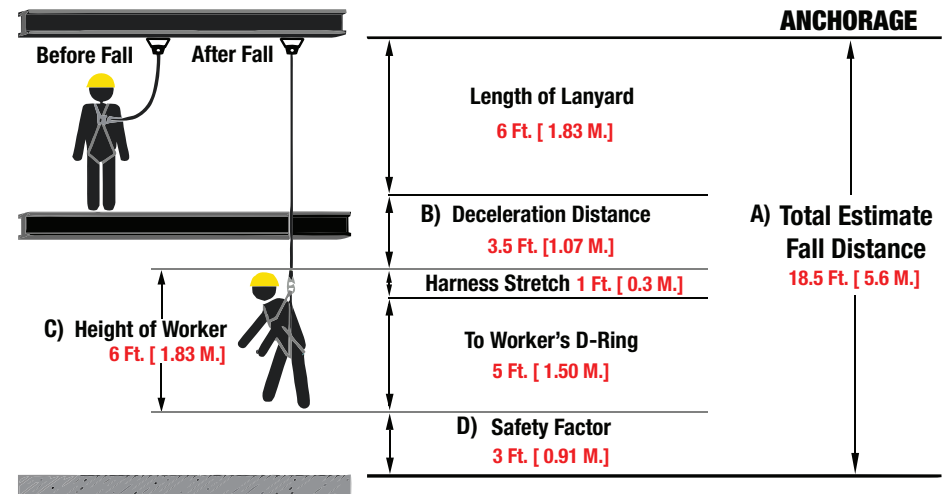 ANCHORAGE
Before Fall
After Fall
Length of Lanyard
6 Ft. [ 1.83 M.]
B) Deceleration Distance
3.5 Ft. [1.07 M.]
A) Total Estimate
Fall Distance
18.5 Ft. [ 5.6 M.]
Harness Stretch 1 Ft. [ 0.3 M.]
C) Height of Worker
6 Ft. [ 1.83 M.]
To Worker's D-Ring
5 Ft. [ 1.50 M.]
D) Safety Factor
3 Ft. [ 0.91 M.]